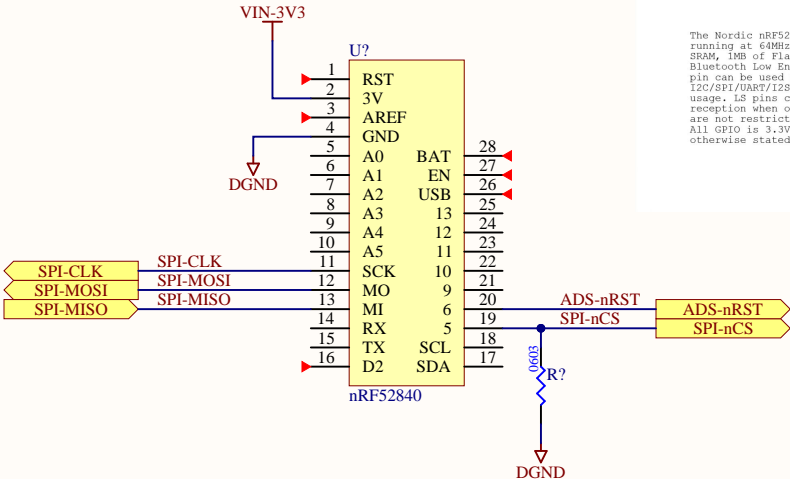 VIN-3V3
U?
1 RST
2 3V
3 AREF
4 GND
5 A0
6 A1
7 A2
8 A3
9 A4
10 A5
11 SCK
12 MO
13 MI
14 RX
15 TX
16 D2
28 BAT
27 EN
26 USB
25 13
24 12
23 11
22 10
21 9
20 6
19 5
18 SCL
17 SDA
nRF52840
DGND
SPI-CLK SPI-CLK
SPI-MOSI SPI-MOSI
SPI-MISO SPI-MISO
ADS-nRST ADS-nRST
SPI-nCS SPI-nCS
0603
R?
DGND
The Nordic nRF52
running at 64MHz
SRAM, 1MB of Fla
Bluetooth Low En
pin can be used
I2C/SPI/UART/I2S
usage. LS pins c
reception when o
are not restrict
All GPIO is 3.3V
otherwise stated